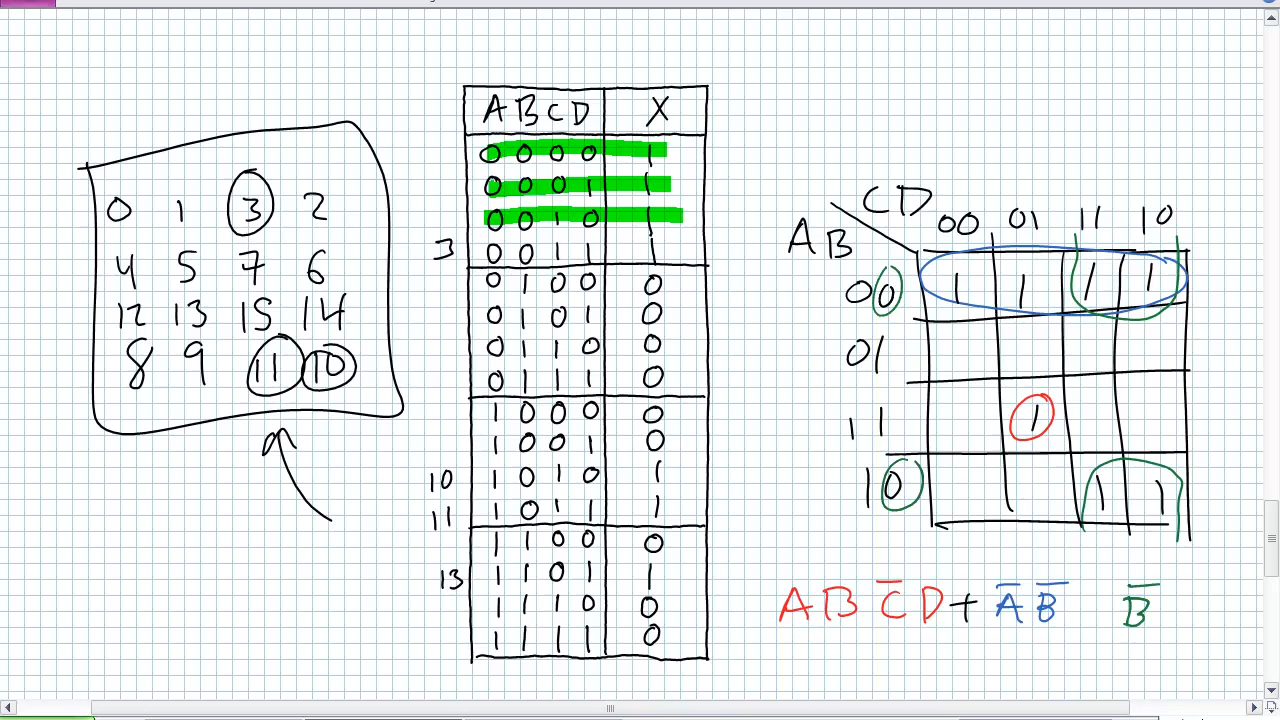 0 1 3 2
4 5 7 6
12 13 15 14
8 9 11 10
A B C D X
0 0 0 0 1
0 0 0 1 1
0 0 1 0 1
3 0 0 1 1 1
0 1 0 0 0
0 1 0 1 0
0 1 1 0 0
0 1 1 1 0
1 0 0 0 0
1 0 0 1 0
10 1 0 1 0 1
11 1 0 1 1 1
1 1 0 0 0
13 1 1 0 1 1
1 1 1 0 0
1 1 1 1 0
CD
AB 00 01 11 10
00 1 1 1 1
01
11 1
10 1 1
A B C̅ D + A̅ B̅ B̅